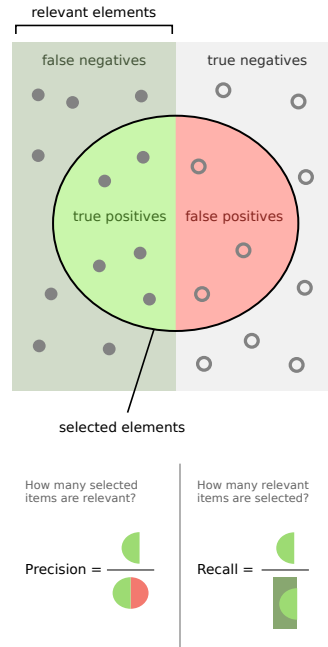 relevant elements
false negatives
true negatives
true positives
false positives
selected elements
How many selected
items are relevant?
How many relevant
items are selected?
Precision =
Recall =